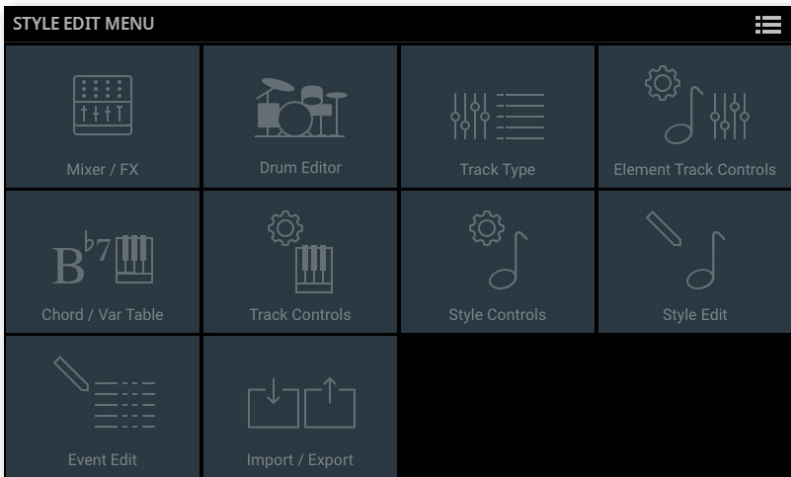 STYLE EDIT MENU
Mixer / FX
Drum Editor
Track Type
Element Track Controls
B♭7
Chord / Var Table
Track Controls
Style Controls
Style Edit
Event Edit
Import / Export